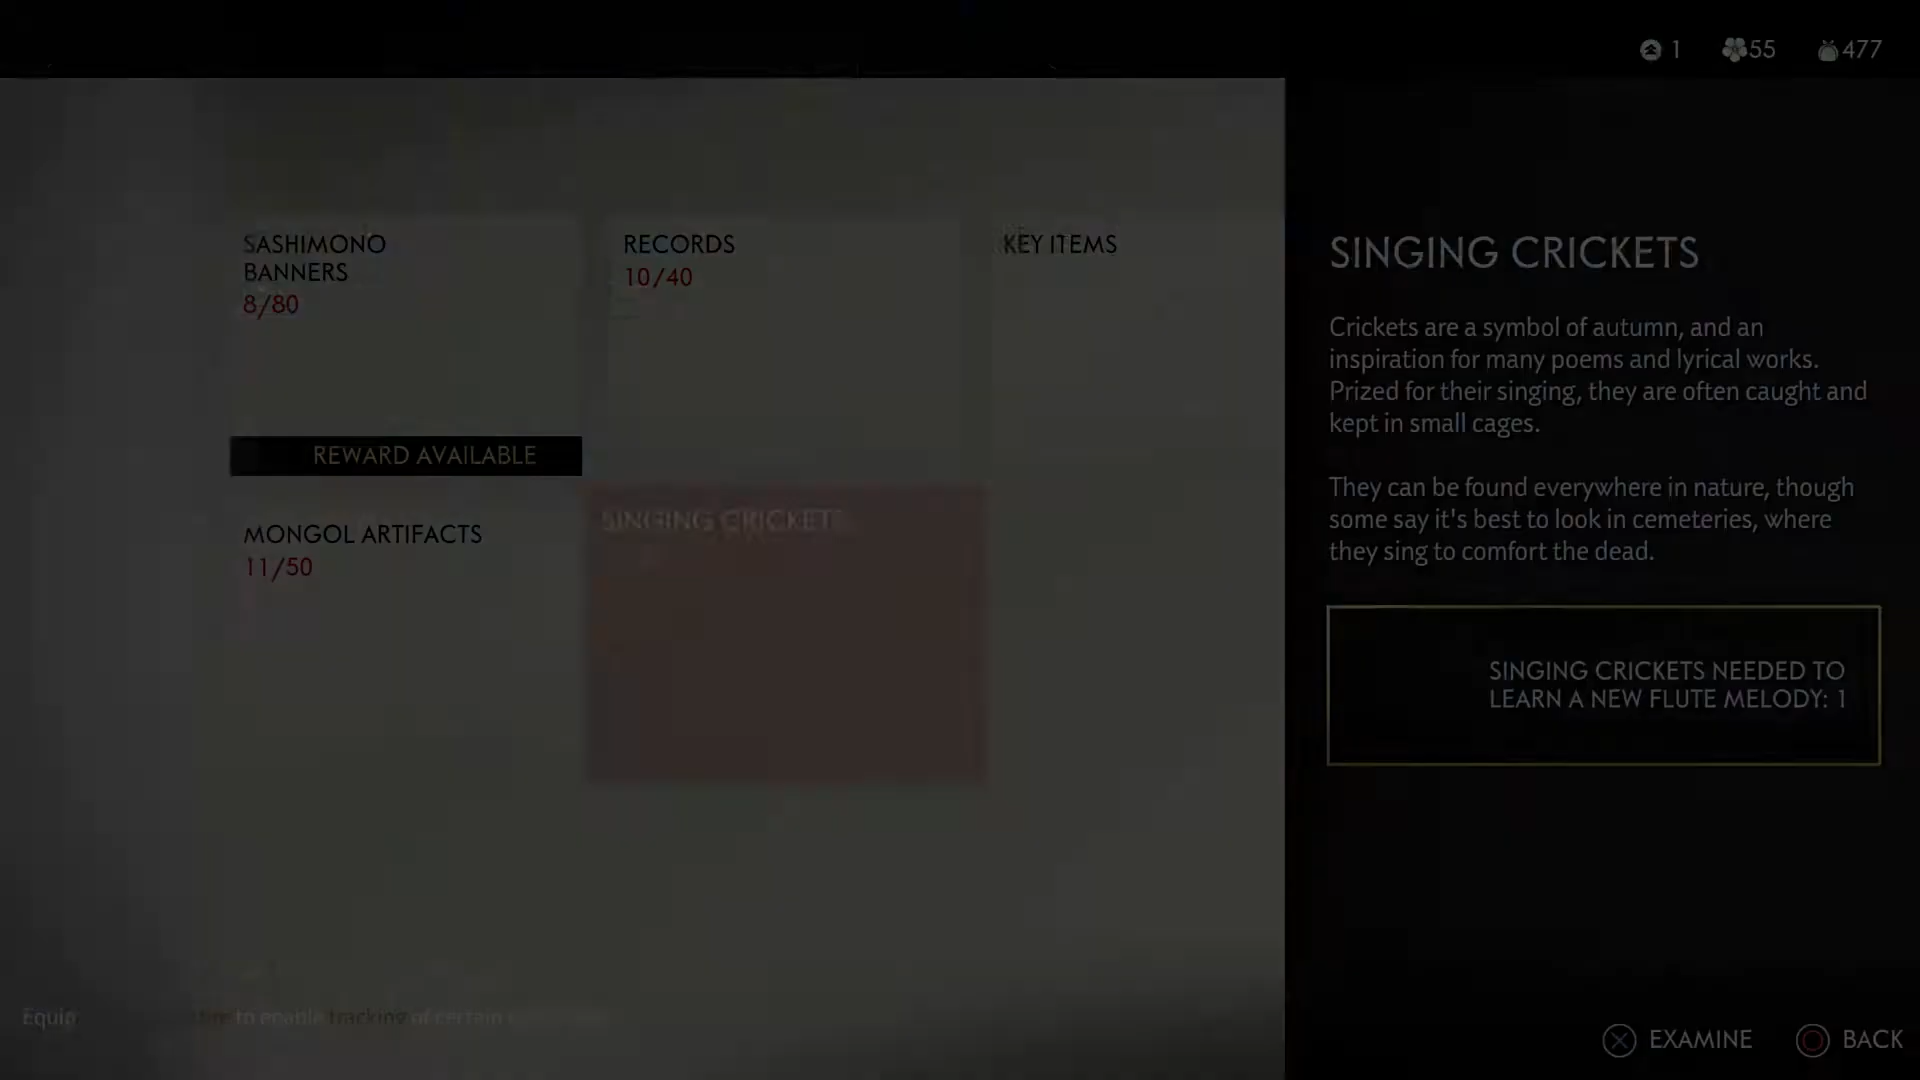 1 55 477
SASHIMONO
BANNERS
8/80
REWARD AVAILABLE
RECORDS
10/40
KEY ITEMS
MONGOL ARTIFACTS
11/50
SINGING CRICKETS
SINGING CRICKETS
Crickets are a symbol of autumn, and an
inspiration for many poems and lyrical works.
Prized for their singing, they are often caught and
kept in small cages.
They can be found everywhere in nature, though
some say it's best to look in cemeteries, where
they sing to comfort the dead.
SINGING CRICKETS NEEDED TO
LEARN A NEW FLUTE MELODY: 1
to enable tracking of certain
EXAMINE BACK